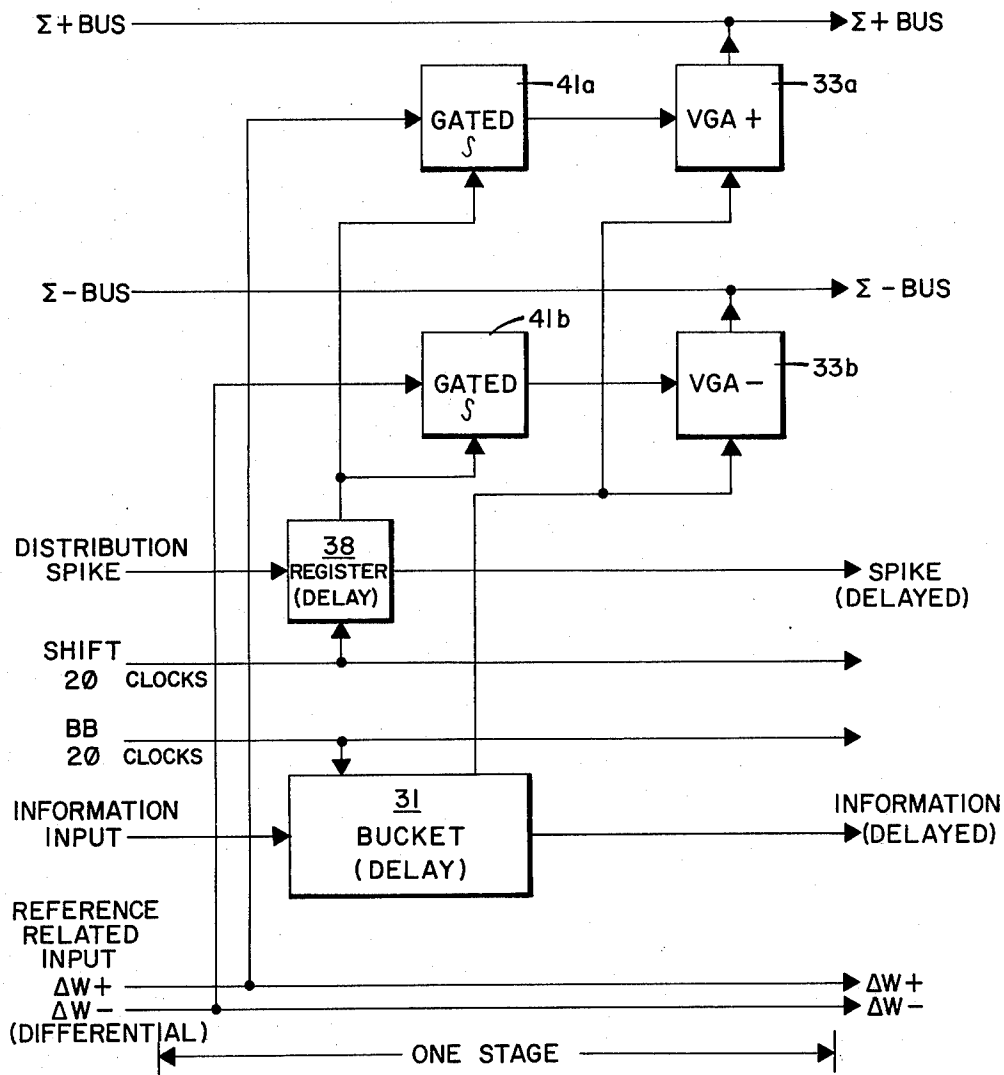 Σ+BUS
Σ+BUS
41a
33a
GATED
∫
VGA+
Σ-BUS
Σ-BUS
41b
GATED
∫
VGA-
33b
DISTRIBUTION
SPIKE
38
REGISTER
(DELAY)
SPIKE
(DELAYED)
SHIFT
2Ø CLOCKS
BB
2Ø CLOCKS
INFORMATION
INPUT
31
BUCKET
(DELAY)
INFORMATION
(DELAYED)
REFERENCE
RELATED
INPUT
ΔW+
ΔW-
(DIFFERENTIAL)
ΔW+
ΔW-
ONE STAGE